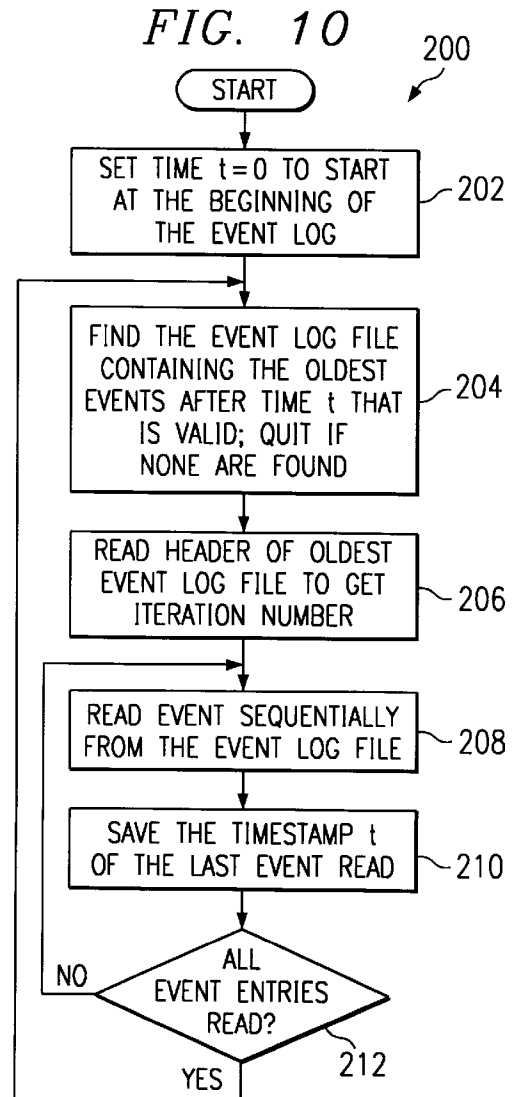 FIG. 10
200
START
SET TIME t=0 TO START
AT THE BEGINNING OF
THE EVENT LOG
202
FIND THE EVENT LOG FILE
CONTAINING THE OLDEST
EVENTS AFTER TIME t THAT
IS VALID; QUIT IF
NONE ARE FOUND
204
READ HEADER OF OLDEST
EVENT LOG FILE TO GET
ITERATION NUMBER
206
READ EVENT SEQUENTIALLY
FROM THE EVENT LOG FILE
208
SAVE THE TIMESTAMP t
OF THE LAST EVENT READ
210
NO
ALL
EVENT ENTRIES
READ?
212
YES